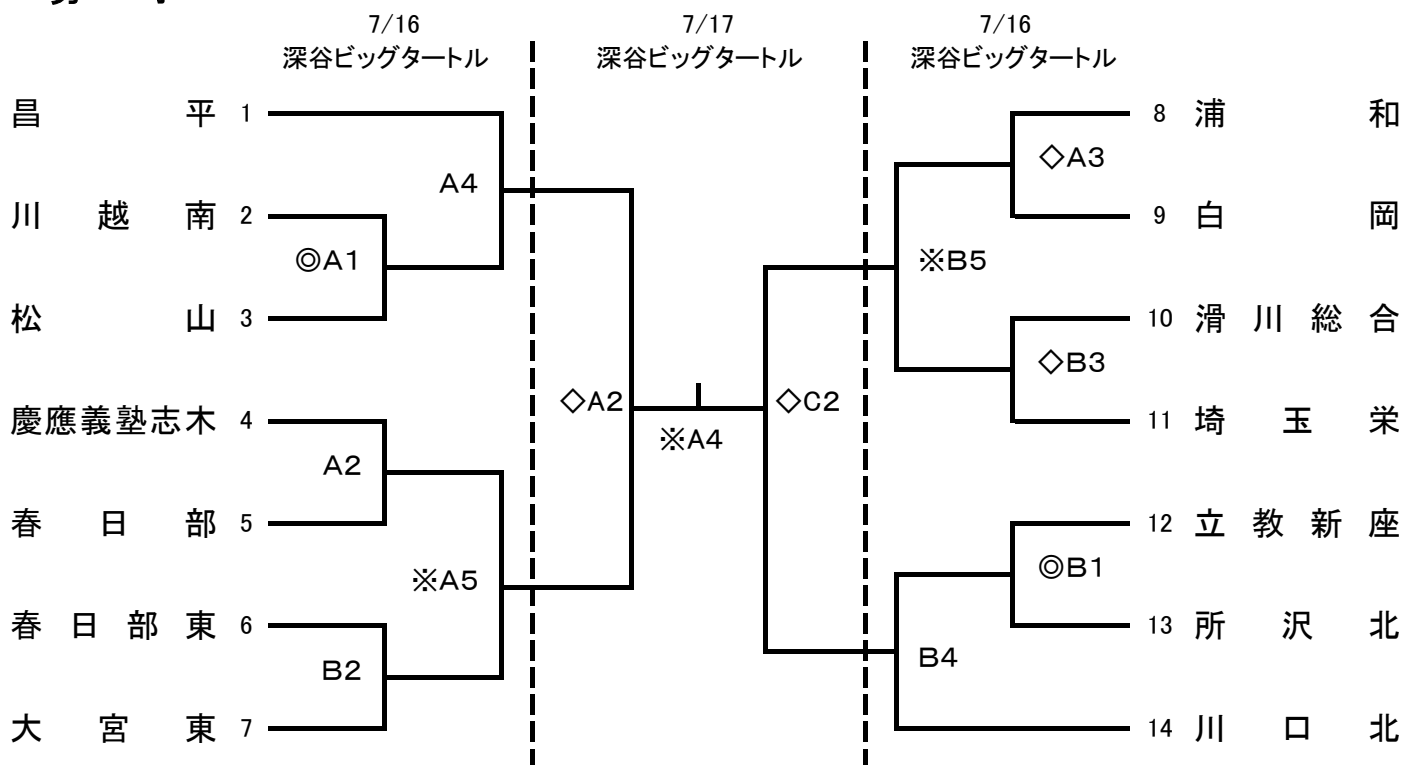 7/16 7/17 7/16
深谷ビッグタートル 深谷ビッグタートル 深谷ビッグタートル
昌平 1
A4
川越南 2
◎A1
松山 3
慶應義塾志木 4
A2
春日部 5
※A5
春日部東 6
B2
大宮東 7
◇A2
※A4
◇C2
8 浦和
◇A3
9 白岡
※B5
10 滑川総合
◇B3
11 埼玉栄
12 立教新座
◎B1
13 所沢北
B4
14 川口北